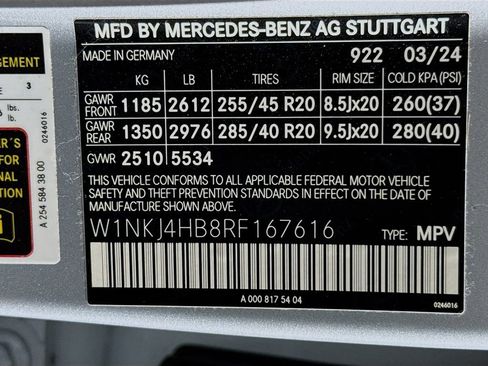 MFD BY MERCEDES-BENZ AG STUTTGART
MADE IN GERMANY 922 03/24
KG LB TIRES RIM SIZE COLD KPA (PSI)
GAWR FRONT 1185 2612 255/45 R20 8.5Jx20 260(37)
GAWR REAR 1350 2976 285/40 R20 9.5Jx20 280(40)
GVWR 2510 5534
THIS VEHICLE CONFORMS TO ALL APPLICABLE FEDERAL MOTOR VEHICLE
SAFETY AND THEFT PREVENTION STANDARDS IN EFFECT ON THE DATE
OF MANUFACTURE SHOWN ABOVE.
W1NKJ4HB8RF167616 TYPE: MPV
A 000 817 54 04
0246016
GEMENT
3
lbs.
lb.
0246016
A 254 584 38 00